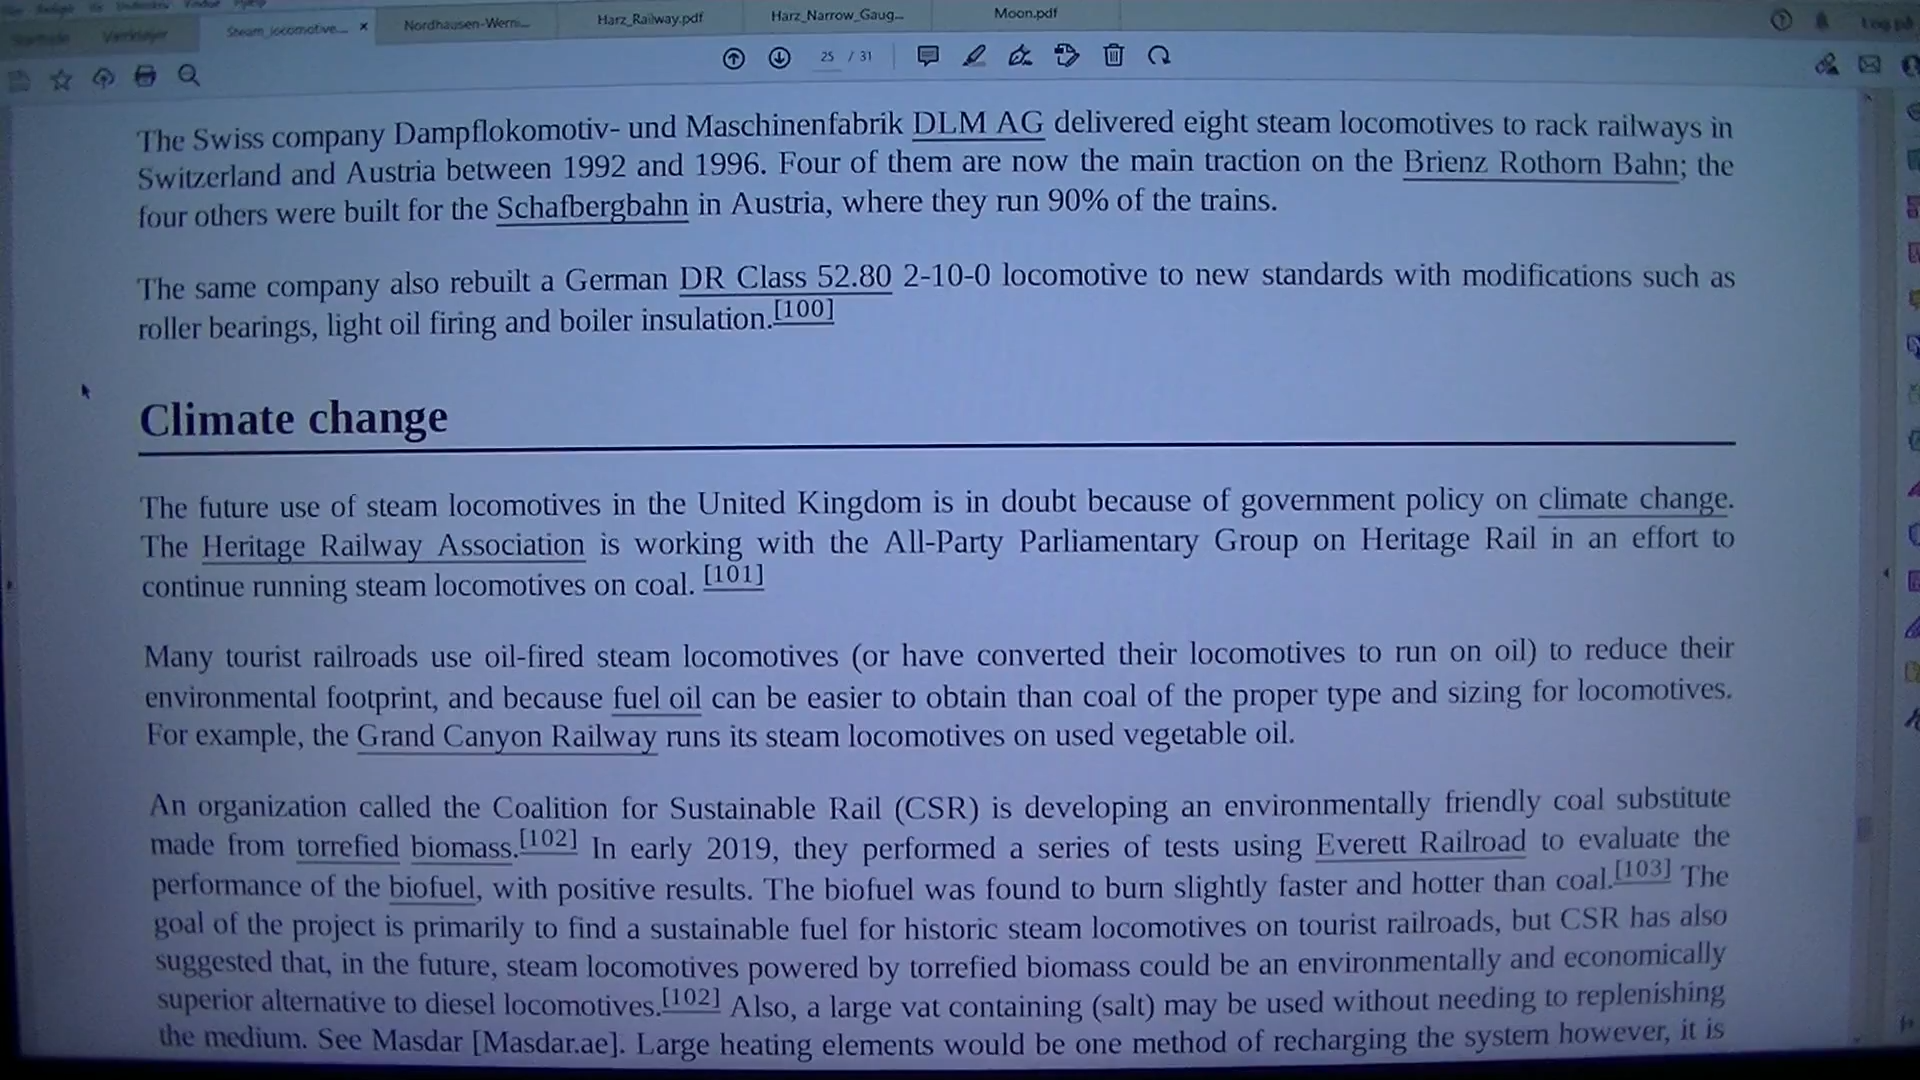 Værktøjer
Steam_locomotive...
Nordhausen-Werni...
Harz_Railway.pdf
Harz_Narrow_Gaug...
Moon.pdf
Log på
25 / 31
The Swiss company Dampflokomotiv- und Maschinenfabrik DLM AG delivered eight steam locomotives to rack railways in
Switzerland and Austria between 1992 and 1996. Four of them are now the main traction on the Brienz Rothorn Bahn; the
four others were built for the Schafbergbahn in Austria, where they run 90% of the trains.
The same company also rebuilt a German DR Class 52.80 2-10-0 locomotive to new standards with modifications such as
roller bearings, light oil firing and boiler insulation.[100]
Climate change
The future use of steam locomotives in the United Kingdom is in doubt because of government policy on climate change.
The Heritage Railway Association is working with the All-Party Parliamentary Group on Heritage Rail in an effort to
continue running steam locomotives on coal. [101]
Many tourist railroads use oil-fired steam locomotives (or have converted their locomotives to run on oil) to reduce their
environmental footprint, and because fuel oil can be easier to obtain than coal of the proper type and sizing for locomotives.
For example, the Grand Canyon Railway runs its steam locomotives on used vegetable oil.
An organization called the Coalition for Sustainable Rail (CSR) is developing an environmentally friendly coal substitute
made from torrefied biomass.[102] In early 2019, they performed a series of tests using Everett Railroad to evaluate the
performance of the biofuel, with positive results. The biofuel was found to burn slightly faster and hotter than coal.[103] The
goal of the project is primarily to find a sustainable fuel for historic steam locomotives on tourist railroads, but CSR has also
suggested that, in the future, steam locomotives powered by torrefied biomass could be an environmentally and economically
superior alternative to diesel locomotives.[102] Also, a large vat containing (salt) may be used without needing to replenishing
the medium. See Masdar [Masdar.ae]. Large heating elements would be one method of recharging the system however, it is